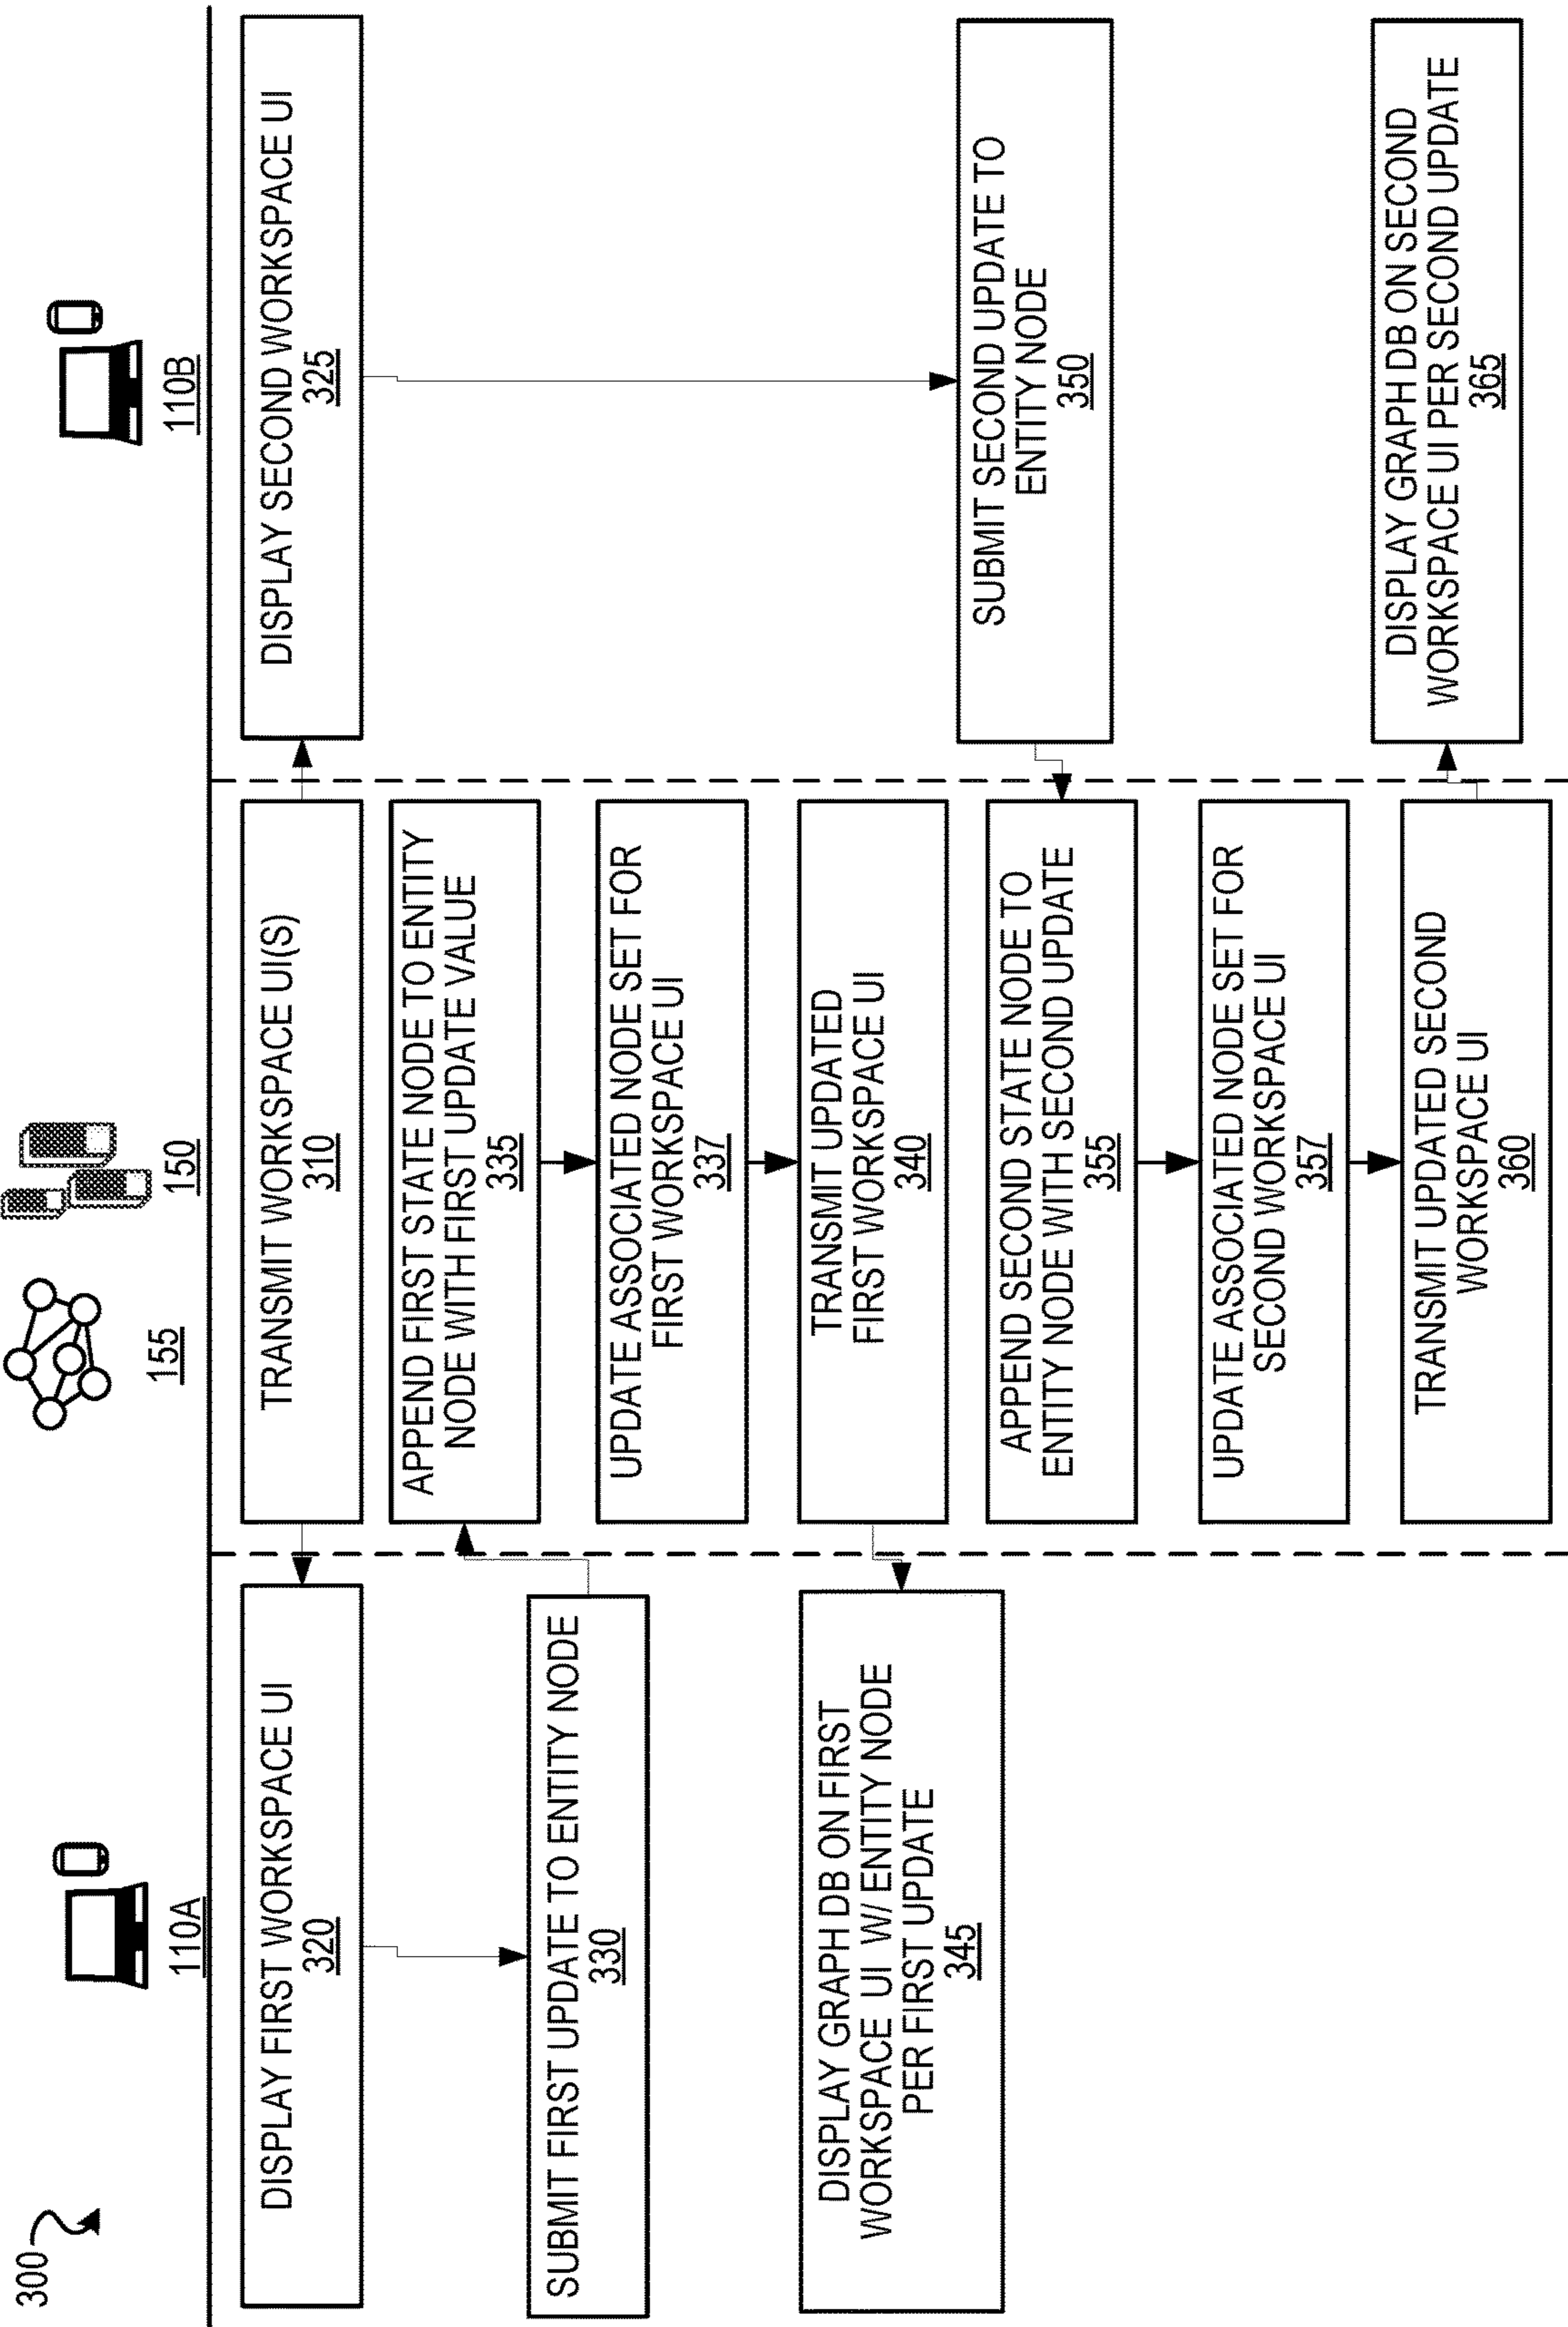 300
110A
155
150
110B
DISPLAY FIRST WORKSPACE UI
320
TRANSMIT WORKSPACE UI(S)
310
DISPLAY SECOND WORKSPACE UI
325
SUBMIT FIRST UPDATE TO ENTITY NODE
330
APPEND FIRST STATE NODE TO ENTITY
NODE WITH FIRST UPDATE VALUE
335
UPDATE ASSOCIATED NODE SET FOR
FIRST WORKSPACE UI
337
TRANSMIT UPDATED
FIRST WORKSPACE UI
340
DISPLAY GRAPH DB ON FIRST
WORKSPACE UI W/ ENTITY NODE
PER FIRST UPDATE
345
SUBMIT SECOND UPDATE TO
ENTITY NODE
350
APPEND SECOND STATE NODE TO
ENTITY NODE WITH SECOND UPDATE
355
UPDATE ASSOCIATED NODE SET FOR
SECOND WORKSPACE UI
357
TRANSMIT UPDATED SECOND
WORKSPACE UI
360
DISPLAY GRAPH DB ON SECOND
WORKSPACE UI PER SECOND UPDATE
365